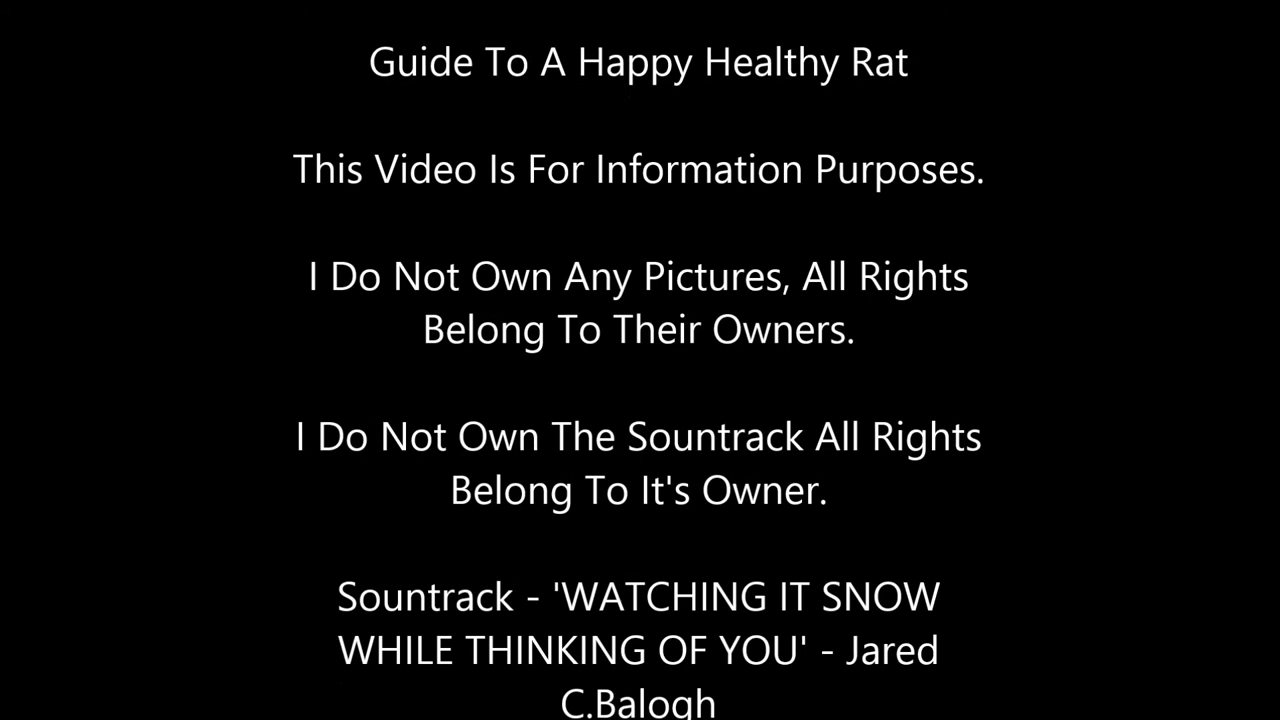 Guide To A Happy Healthy Rat
This Video Is For Information Purposes.
I Do Not Own Any Pictures, All Rights
Belong To Their Owners.
I Do Not Own The Sountrack All Rights
Belong To It's Owner.
Sountrack - 'WATCHING IT SNOW
WHILE THINKING OF YOU' - Jared
C.Balogh